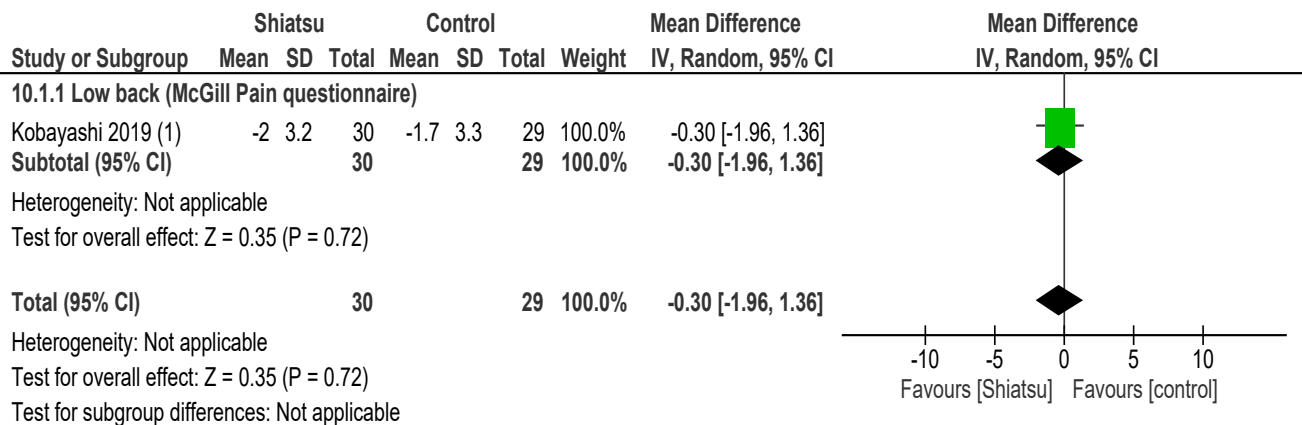 Shiatsu Control Mean Difference Mean Difference
Study or Subgroup Mean SD Total Mean SD Total Weight IV, Random, 95% CI IV, Random, 95% CI
10.1.1 Low back (McGill Pain questionnaire)
Kobayashi 2019 (1) -2 3.2 30 -1.7 3.3 29 100.0% -0.30 [-1.96, 1.36]
Subtotal (95% CI) 30 29 100.0% -0.30 [-1.96, 1.36]
Heterogeneity: Not applicable
Test for overall effect: Z = 0.35 (P = 0.72)
Total (95% CI) 30 29 100.0% -0.30 [-1.96, 1.36]
Heterogeneity: Not applicable
Test for overall effect: Z = 0.35 (P = 0.72)
Test for subgroup differences: Not applicable
-10 -5 0 5 10
Favours [Shiatsu] Favours [control]